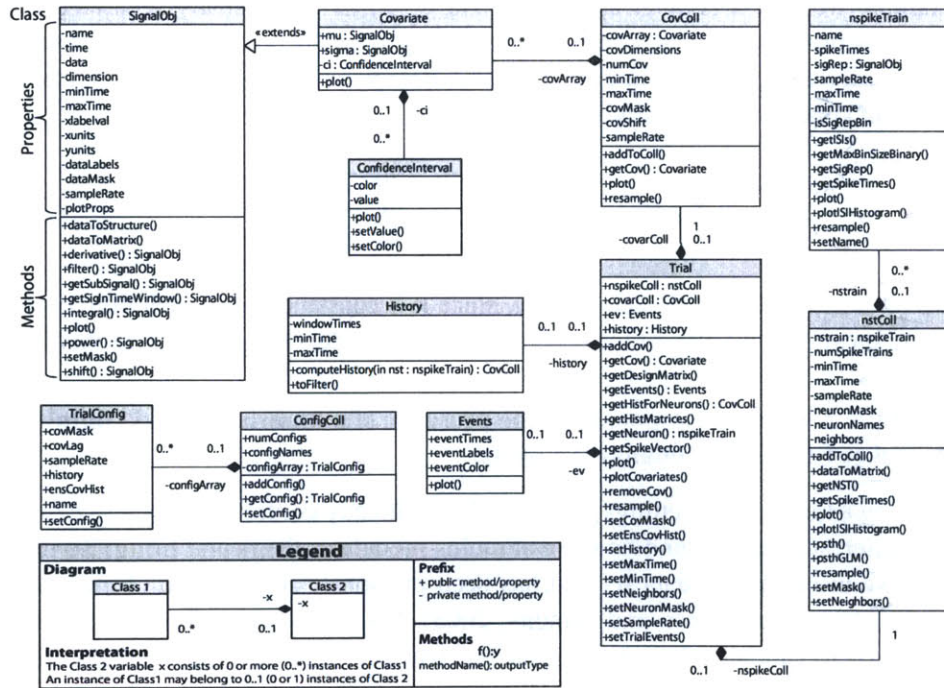 Class
Properties
Methods
SignalObj
-name
-time
-data
-dimension
-minTime
-maxTime
-xlabelval
-xunits
-yunits
-dataLabels
-dataMask
-sampleRate
-plotProps
+dataToStructure()
+dataToMatrix()
+derivative() : SignalObj
+filter() : SignalObj
+getSubSignal() : SignalObj
+getSigInTimeWindow() : SignalObj
+integral() : SignalObj
+plot()
+power() : SignalObj
+setMask()
+shift() : SignalObj
«extends»
Covariate
+mu : SignalObj
+sigma : SignalObj
-ci : ConfidenceInterval
+plot()
0..*
0..1
-covArray
0..1
-ci
0..*
ConfidenceInterval
-color
-value
+plot()
+setValue()
+setColor()
CovColl
-covArray : Covariate
-covDimensions
-numCov
-minTime
-maxTime
-covMask
-covShift
-sampleRate
+addToColl()
+getCov() : Covariate
+plot()
+resample()
1
-covarColl
0..1
nspikeTrain
-name
-spikeTimes
-sigRep : SignalObj
-sampleRate
-maxTime
-minTime
-isSigRepBin
+getISIs()
+getMaxBinSizeBinary()
+getSigRep()
+getSpikeTimes()
+plot()
+plotISIHistogram()
+resample()
+setName()
0..*
-nstrain
0..1
History
-windowTimes
-minTime
-maxTime
+computeHistory(in nst : nspikeTrain) : CovColl
+toFilter()
0..1
0..1
-history
Trial
+nspikeColl : nstColl
+covarColl : CovColl
+ev : Events
+history : History
+addCov()
+getCov() : Covariate
+getDesignMatrix()
+getEvents() : Events
+getHistForNeurons() : CovColl
+getHistMatrices()
+getNeuron() : nspikeTrain
+getSpikeVector()
+plot()
+plotCovariates()
+removeCov()
+resample()
+setCovMask()
+setEnsCovHist()
+setHistory()
+setMaxTime()
+setMinTime()
+setNeighbors()
+setNeuronMask()
+setSampleRate()
+setTrialEvents()
nstColl
-nstrain : nspikeTrain
-numSpikeTrains
-minTime
-maxTime
-sampleRate
-neuronMask
-neuronNames
-neighbors
+addToColl()
+dataToMatrix()
+getNST()
+getSpikeTimes()
+plot()
+plotISIHistogram()
+psth()
+psthGLM()
+resample()
+setMask()
+setNeighbors()
1
0..1
-nspikeColl
TrialConfig
+covMask
+covLag
+sampleRate
+history
+ensCovHist
+name
+setConfig()
0..*
0..1
-configArray
ConfigColl
+numConfigs
+configNames
-configArray : TrialConfig
+addConfig()
+getConfig() : TrialConfig
+setConfig()
Events
+eventTimes
+eventLabels
+eventColor
+plot()
0..1
0..1
-ev
Legend
Diagram
Class 1
-x
0..*
0..1
Class 2
-x
Interpretation
The Class 2 variable x consists of 0 or more (0..*) instances of Class1
An instance of Class1 may belong to 0..1 (0 or 1) instances of Class 2
Prefix
+ public method/property
- private method/property
Methods
f():y
methodName(): outputType